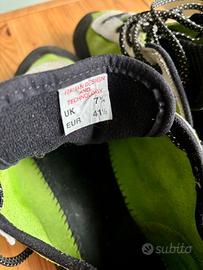 ITALIAN DESIGN
AND
TECHNOLOGY
UK 7½
EUR 41½
subito